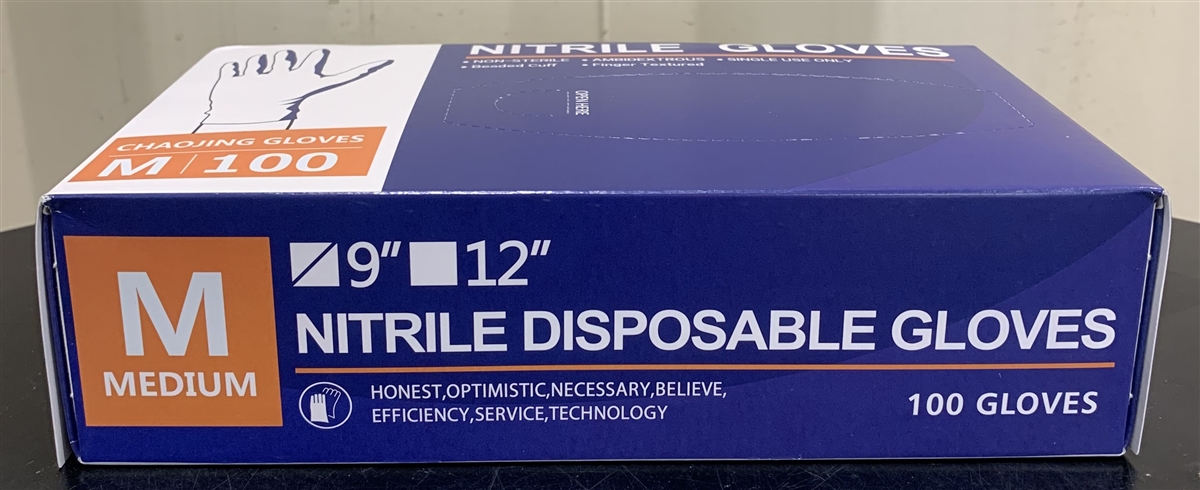 NITRILE GLOVES
• NON-STERILE • AMBIDEXTROUS • SINGLE USE ONLY
• Beaded Cuff • Finger Textured
OPEN HERE
CHAOJING GLOVES
M | 100
M
MEDIUM
9" 12"
NITRILE DISPOSABLE GLOVES
HONEST,OPTIMISTIC,NECESSARY,BELIEVE,
EFFICIENCY,SERVICE,TECHNOLOGY
100 GLOVES